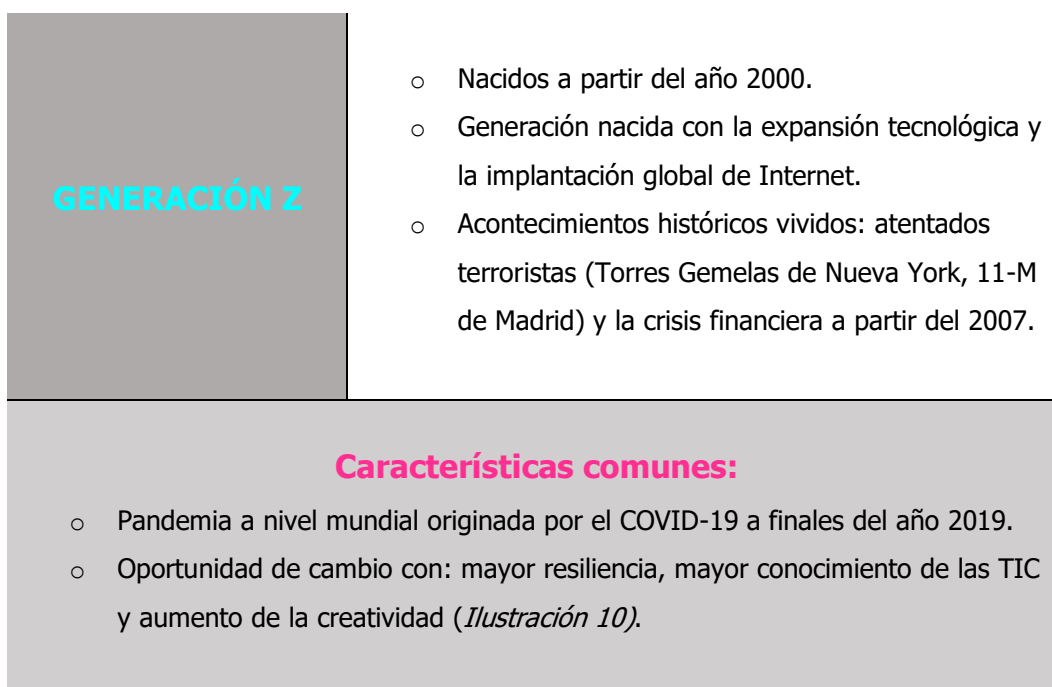 GENERACIÓN Z
o Nacidos a partir del año 2000.
o Generación nacida con la expansión tecnológica y
la implantación global de Internet.
o Acontecimientos históricos vividos: atentados
terroristas (Torres Gemelas de Nueva York, 11-M
de Madrid) y la crisis financiera a partir del 2007.
Características comunes:
o Pandemia a nivel mundial originada por el COVID-19 a finales del año 2019.
o Oportunidad de cambio con: mayor resiliencia, mayor conocimiento de las TIC
y aumento de la creatividad (Ilustración 10).